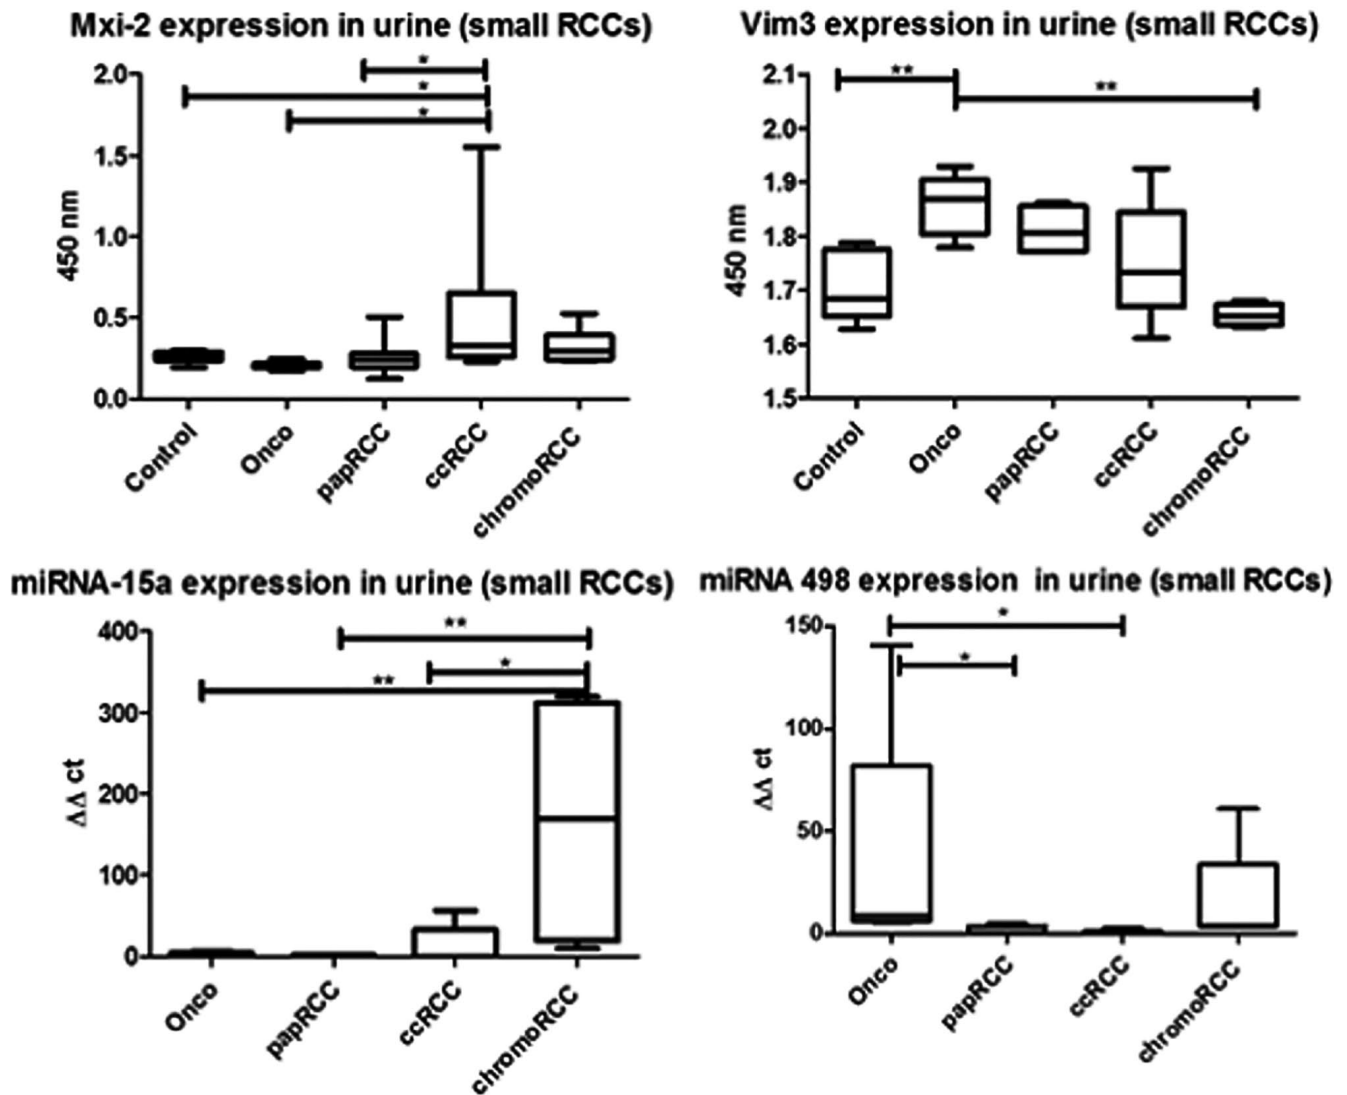 Mxi-2 expression in urine (small RCCs)
*
*
*
2.0
1.5
1.0
0.5
0.0
450 nm
Control
Onco
papRCC
ccRCC
chromoRCC
Vim3 expression in urine (small RCCs)
**
**
2.1
2.0
1.9
1.8
1.7
1.6
1.5
450 nm
Control
Onco
papRCC
ccRCC
chromoRCC
miRNA-15a expression in urine (small RCCs)
**
*
**
400
300
200
100
0
ΔΔ ct
Onco
papRCC
ccRCC
chromoRCC
miRNA 498 expression in urine (small RCCs)
*
*
150
100
50
0
ΔΔ ct
Onco
papRCC
ccRCC
chromoRCC